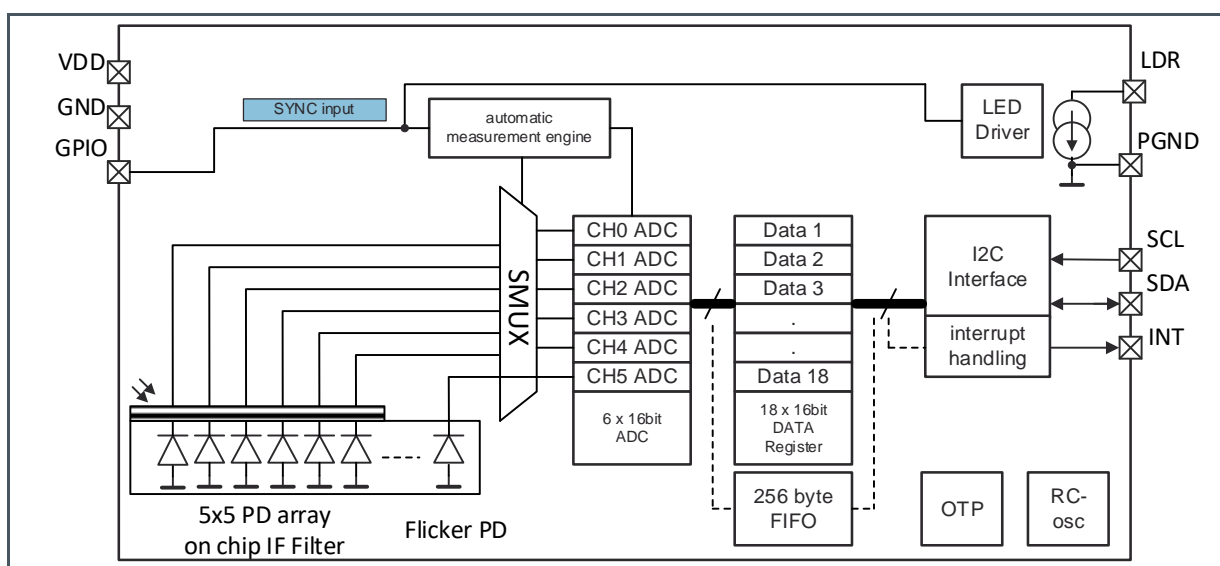 VDD
GND
GPIO
SYNC input
automatic
measurement engine
LED
Driver
LDR
PGND
SMUX
CH0 ADC
CH1 ADC
CH2 ADC
CH3 ADC
CH4 ADC
CH5 ADC
6 x 16bit
ADC
Data 1
Data 2
Data 3
.
.
Data 18
18 x 16bit
DATA
Register
256 byte
FIFO
I2C
Interface
interrupt
handling
SCL
SDA
INT
OTP
RC-
osc
5x5 PD array
on chip IF Filter
Flicker PD